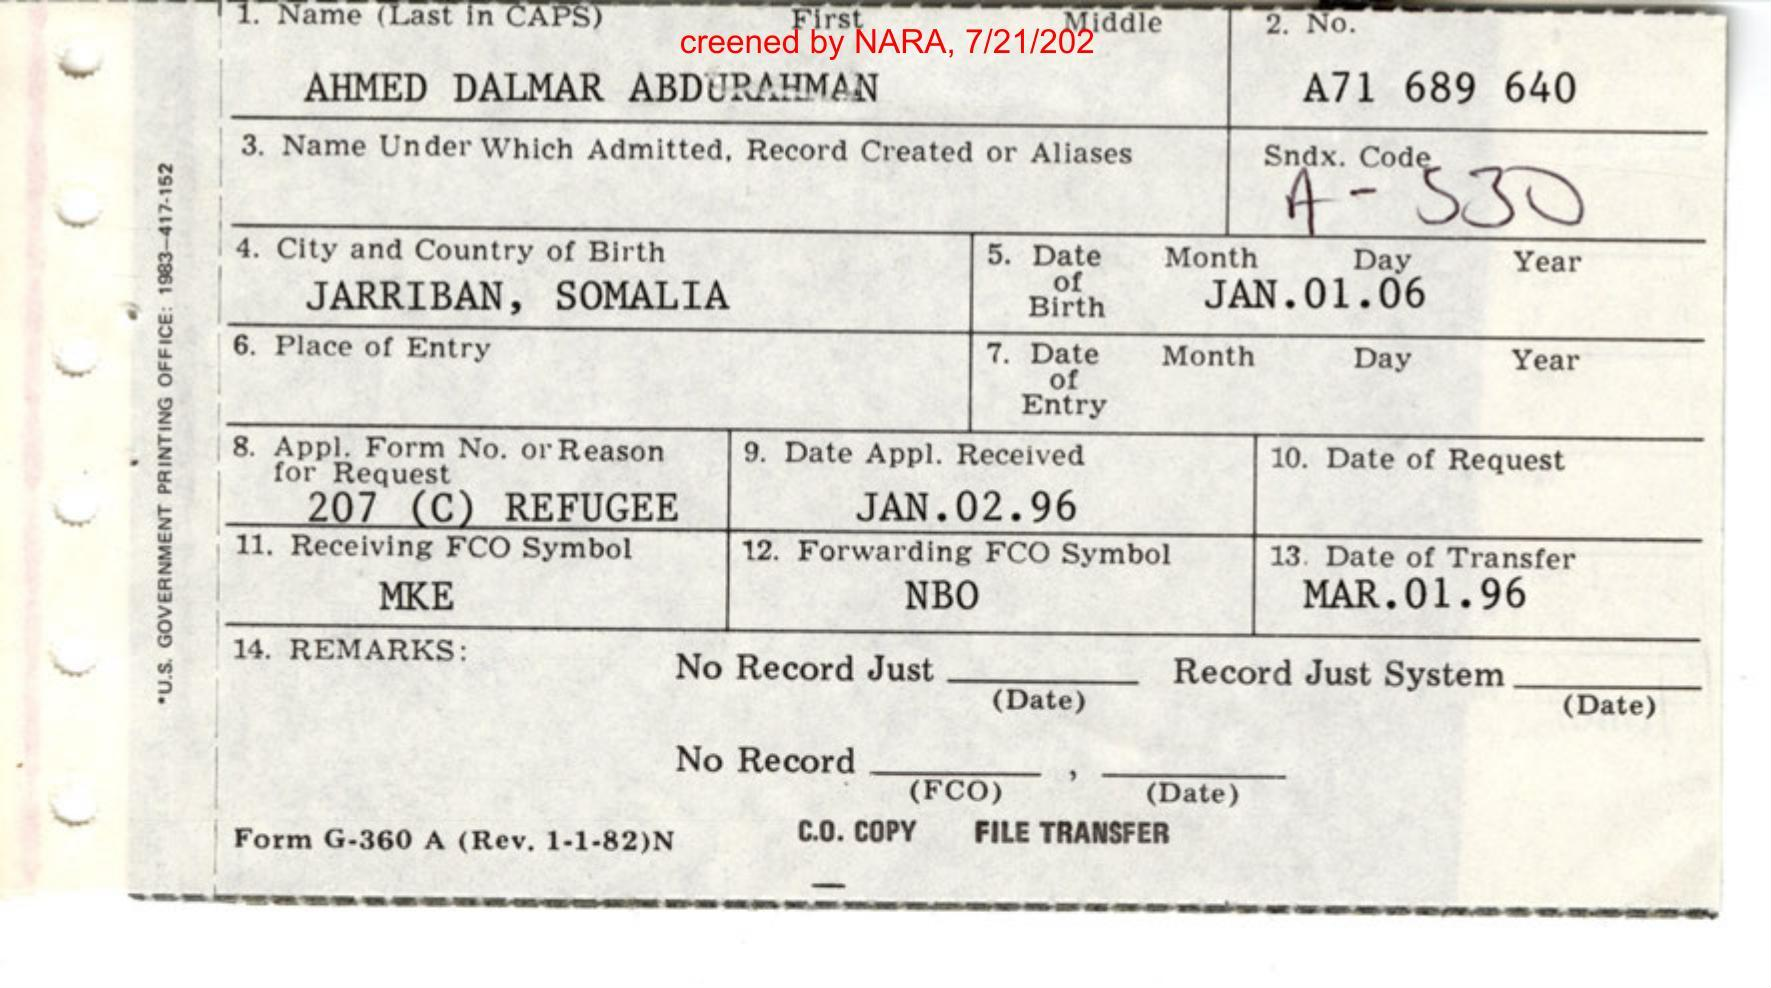 1. Name (Last in CAPS) First Middle
2. No.
creened by NARA, 7/21/202
AHMED DALMAR ABDURAHMAN
A71 689 640
3. Name Under Which Admitted, Record Created or Aliases
Sndx. Code
A - 530
4. City and Country of Birth
JARRIBAN, SOMALIA
5. Date of Birth Month Day Year
JAN.01.06
6. Place of Entry
7. Date of Entry Month Day Year
8. Appl. Form No. or Reason
for Request
207 (C) REFUGEE
9. Date Appl. Received
JAN.02.96
10. Date of Request
11. Receiving FCO Symbol
MKE
12. Forwarding FCO Symbol
NBO
13. Date of Transfer
MAR.01.96
14. REMARKS:
No Record Just ________ Record Just System ________
(Date) (Date)
No Record ________ , ________
(FCO) (Date)
Form G-360 A (Rev. 1-1-82)N C.O. COPY FILE TRANSFER
*U.S. GOVERNMENT PRINTING OFFICE: 1983-417-152